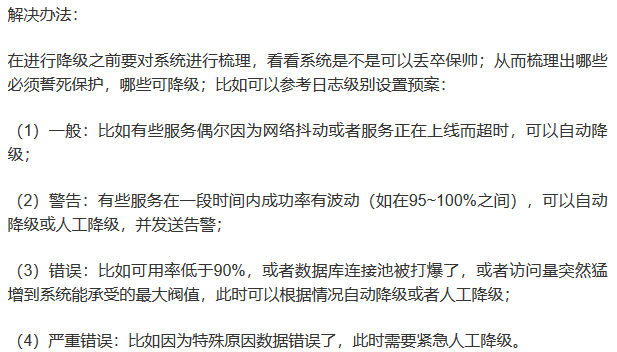 解决办法：
在进行降级之前要对系统进行梳理，看看系统是不是可以丢卒保帅；从而梳理出哪些
必须誓死保护，哪些可降级；比如可以参考日志级别设置预案：
（1）一般：比如有些服务偶尔因为网络抖动或者服务正在上线而超时，可以自动降
级；
（2）警告：有些服务在一段时间内成功率有波动（如在95~100%之间），可以自动
降级或人工降级，并发送告警；
（3）错误：比如可用率低于90%，或者数据库连接池被打爆了，或者访问量突然猛
增到系统能承受的最大阀值，此时可以根据情况自动降级或者人工降级；
（4）严重错误：比如因为特殊原因数据错误了，此时需要紧急人工降级。